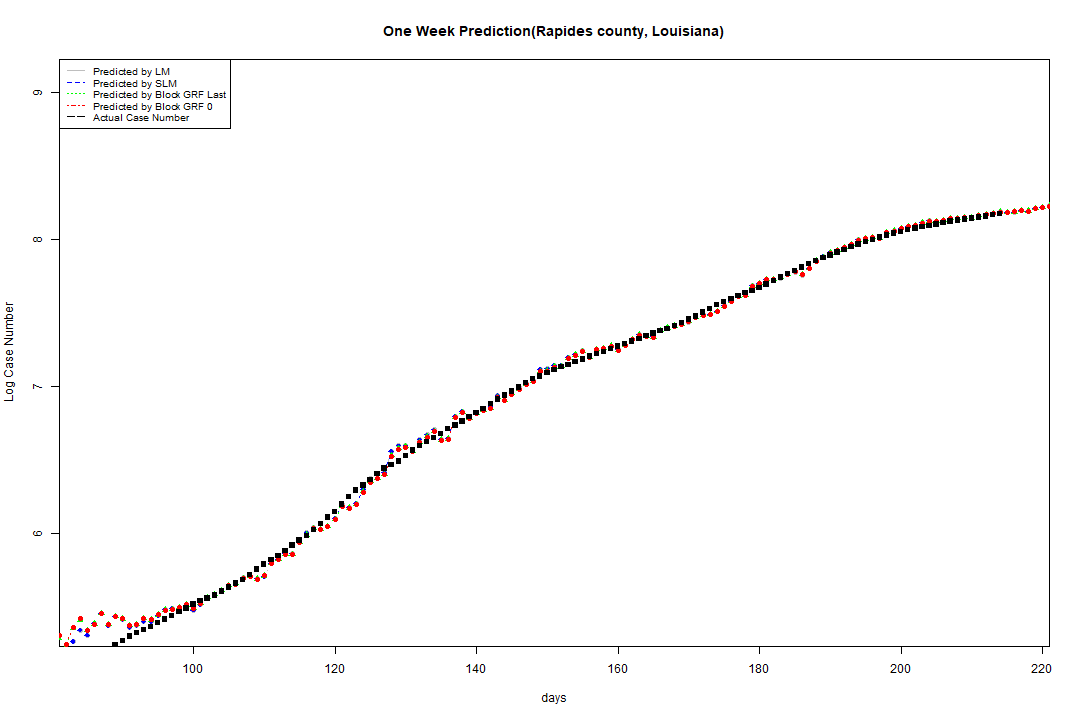 One Week Prediction(Rapides county, Louisiana)
Predicted by LM
Predicted by SLM
Predicted by Block GRF Last
Predicted by Block GRF 0
Actual Case Number
9
8
7
6
Log Case Number
100 120 140 160 180 200 220
days